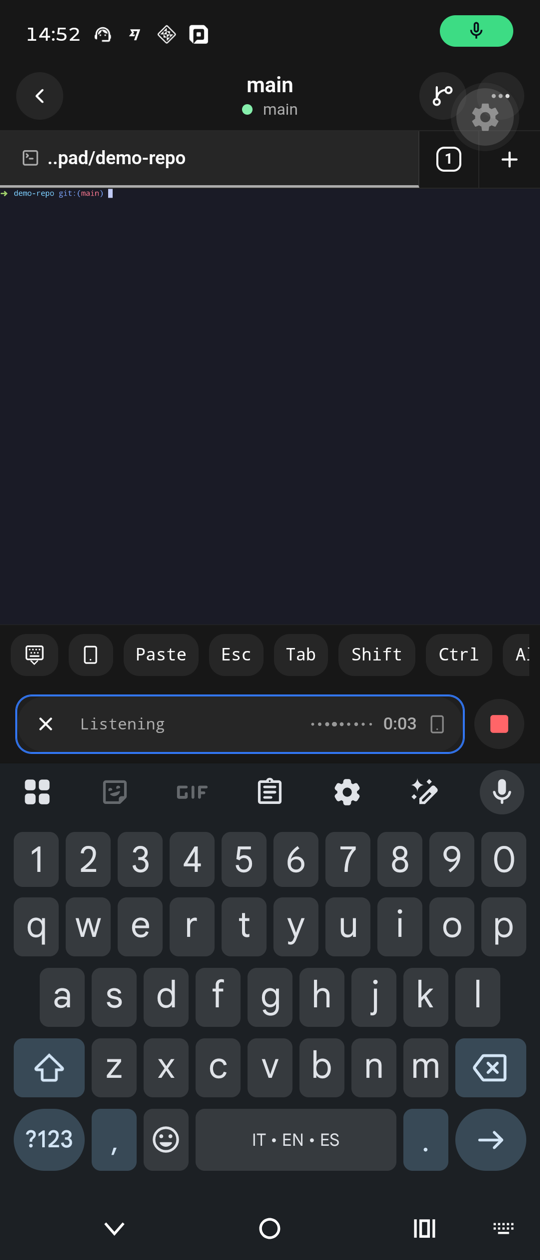 14:52
main
main
..pad/demo-repo
1
+
➜ demo-repo git:(main)
Paste Esc Tab Shift Ctrl Al
Listening 0:03
GIF
1 2 3 4 5 6 7 8 9 0
q w e r t y u i o p
a s d f g h j k l
z x c v b n m
?123 , IT • EN • ES .